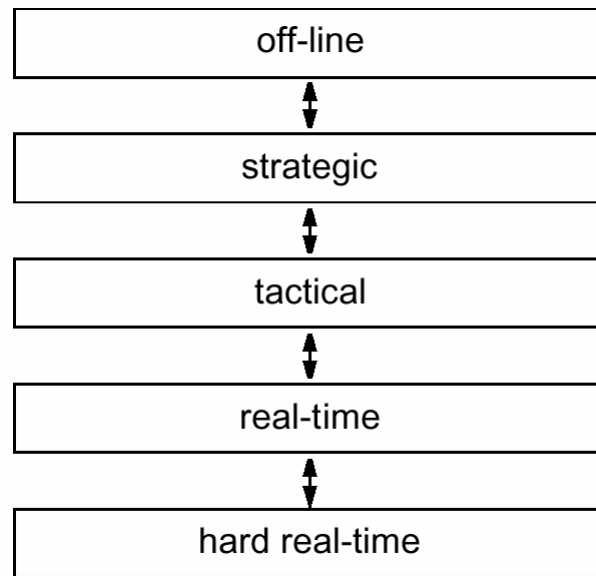 off-line
strategic
tactical
real-time
hard real-time